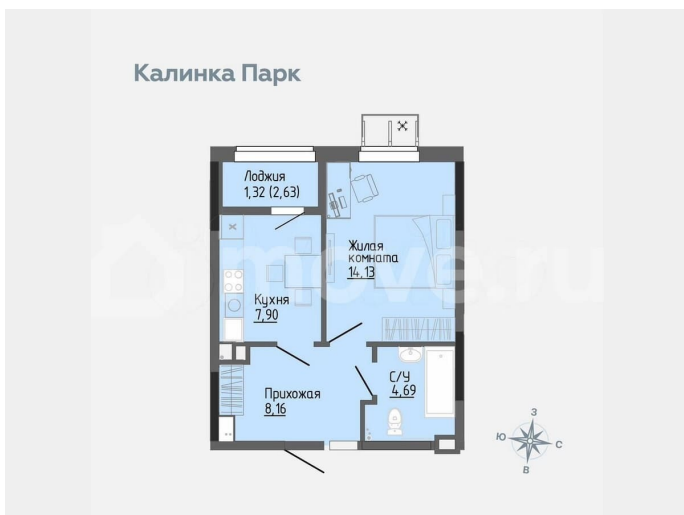 Калинка Парк
Лоджия
1,32 (2,63)
Жилая
комната
14.13
Кухня
7,90
Прихожая
8,16
С/У
4,69
move.ru
З
Ю
С
В